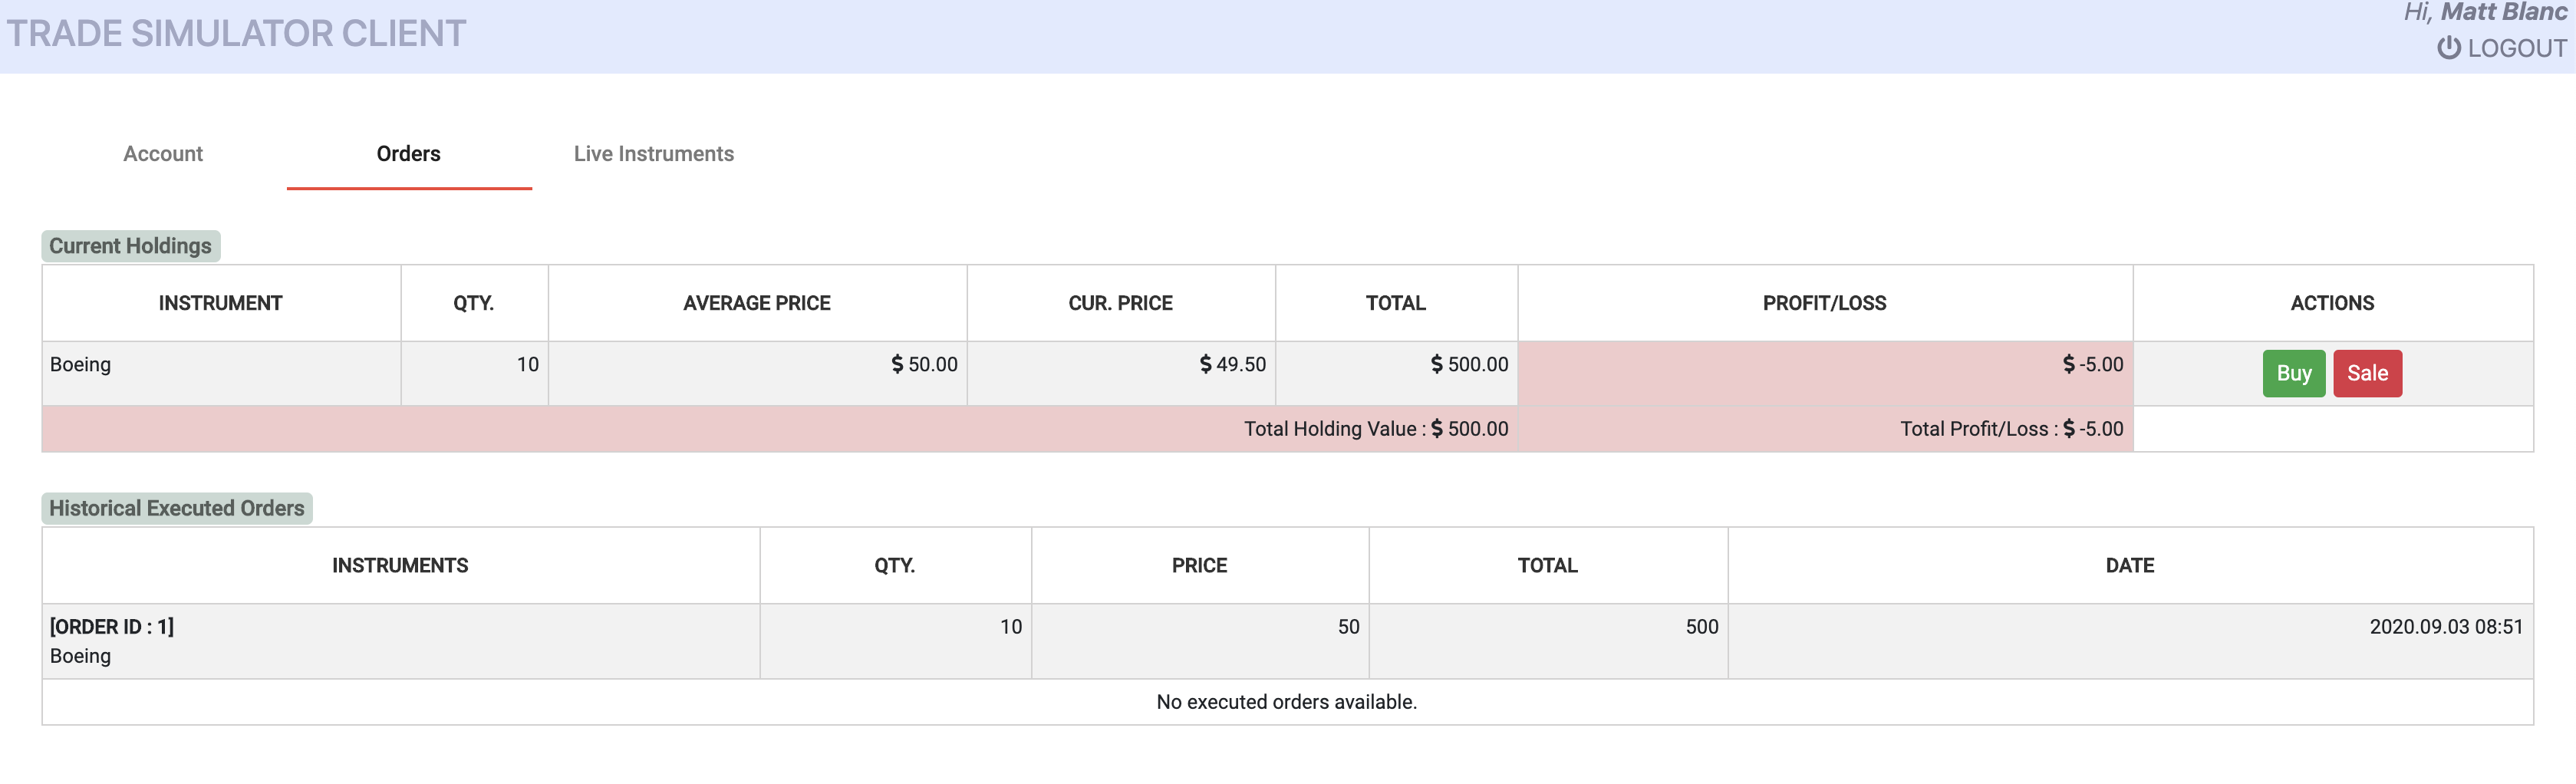 TRADE SIMULATOR CLIENT
Hi, Matt Blanc
LOGOUT
Account Orders Live Instruments
Current Holdings
INSTRUMENT QTY. AVERAGE PRICE CUR. PRICE TOTAL PROFIT/LOSS ACTIONS
Boeing 10 $ 50.00 $ 49.50 $ 500.00 $ -5.00 Buy Sale
Total Holding Value : $ 500.00 Total Profit/Loss : $ -5.00
Historical Executed Orders
INSTRUMENTS QTY. PRICE TOTAL DATE
[ORDER ID : 1] 10 50 500 2020.09.03 08:51
Boeing
No executed orders available.